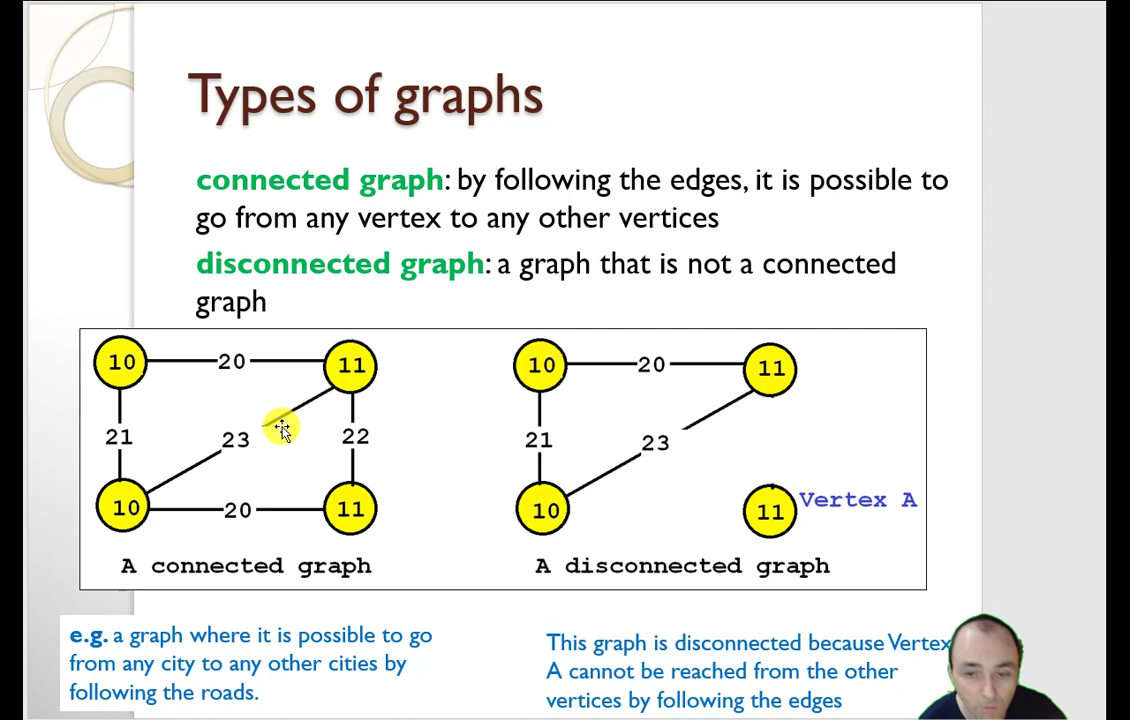 Types of graphs
connected graph: by following the edges, it is possible to
go from any vertex to any other vertices
disconnected graph: a graph that is not a connected
graph
10 20 11
21 23 22
10 20 11
A connected graph
10 20 11
21 23
10 11 Vertex A
A disconnected graph
e.g. a graph where it is possible to go
from any city to any other cities by
following the roads.
This graph is disconnected because Vertex
A cannot be reached from the other
vertices by following the edges